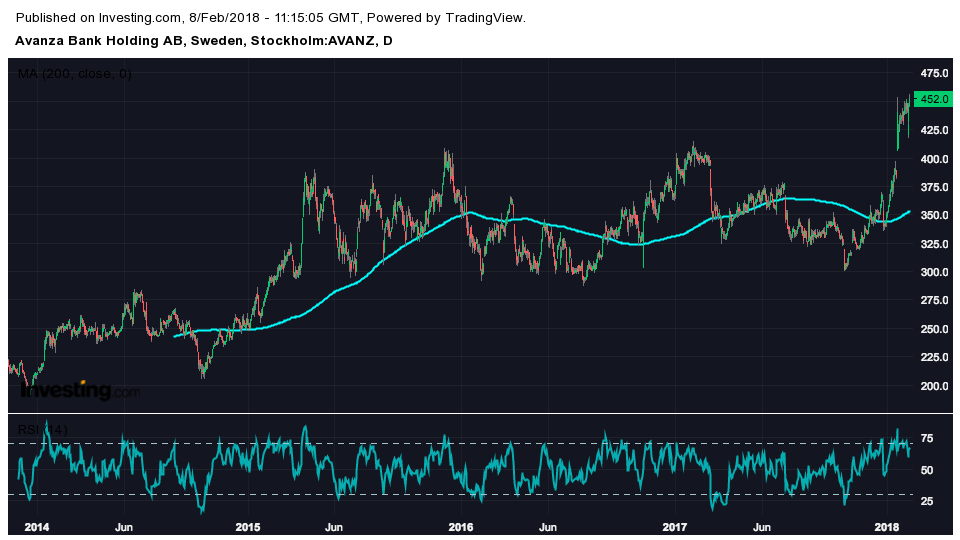 Published on Investing.com, 8/Feb/2018 - 11:15:05 GMT, Powered by TradingView.
Avanza Bank Holding AB, Sweden, Stockholm:AVANZ, D
MA (200, close, 0)
475.0
452.0
425.0
400.0
375.0
350.0
325.0
300.0
275.0
250.0
225.0
200.0
Investing.com
RSI (14)
75
50
25
2014 Jun 2015 Jun 2016 Jun 2017 Jun 2018